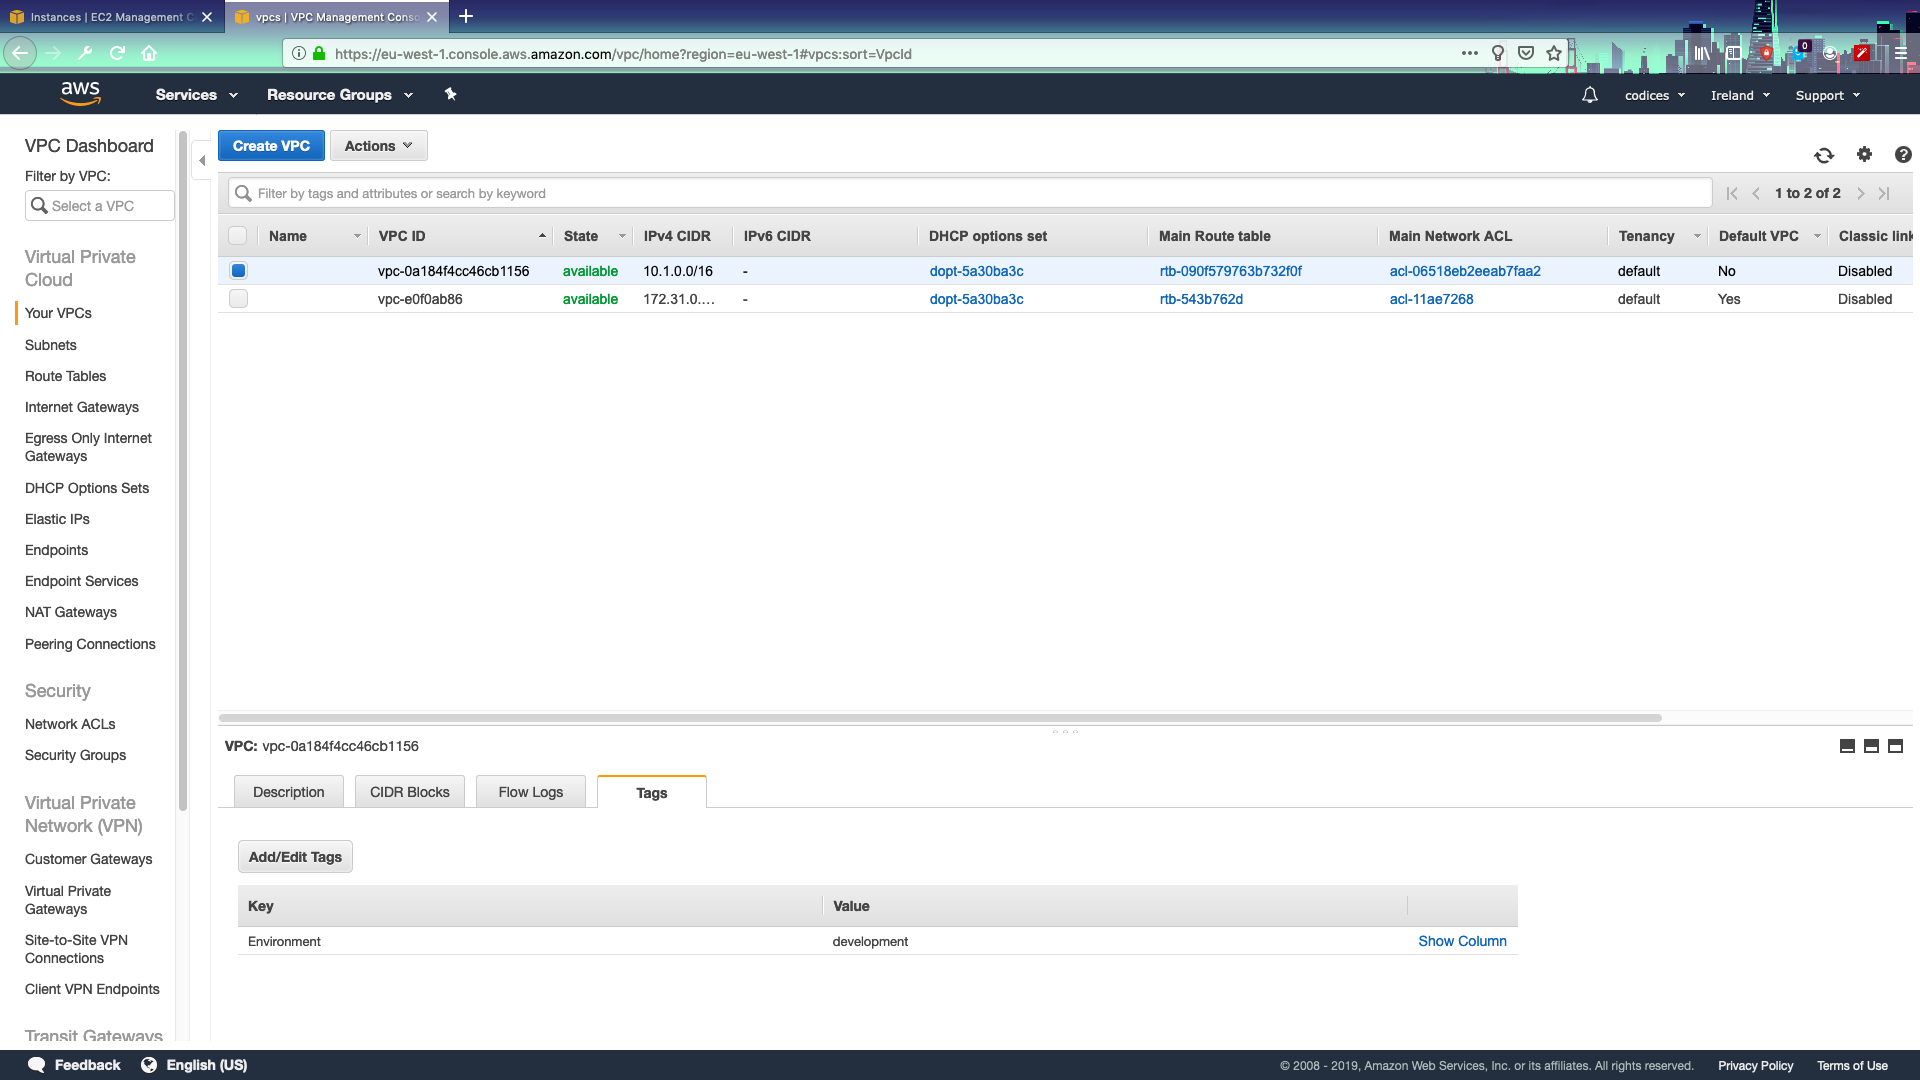 Instances | EC2 Management C
vpcs | VPC Management Conso
https://eu-west-1.console.aws.amazon.com/vpc/home?region=eu-west-1#vpcs:sort=VpcId
0
aws
Services
Resource Groups
codices
Ireland
Support
VPC Dashboard
Filter by VPC:
Select a VPC
Virtual Private
Cloud
Your VPCs
Subnets
Route Tables
Internet Gateways
Egress Only Internet
Gateways
DHCP Options Sets
Elastic IPs
Endpoints
Endpoint Services
NAT Gateways
Peering Connections
Security
Network ACLs
Security Groups
Virtual Private
Network (VPN)
Customer Gateways
Virtual Private
Gateways
Site-to-Site VPN
Connections
Client VPN Endpoints
Transit Gateways
Create VPC
Actions
Filter by tags and attributes or search by keyword
1 to 2 of 2
Name VPC ID State IPv4 CIDR IPv6 CIDR DHCP options set Main Route table Main Network ACL Tenancy Default VPC Classic link
vpc-0a184f4cc46cb1156 available 10.1.0.0/16 - dopt-5a30ba3c rtb-090f579763b732f0f acl-06518eb2eeab7faa2 default No Disabled
vpc-e0f0ab86 available 172.31.0.... - dopt-5a30ba3c rtb-543b762d acl-11ae7268 default Yes Disabled
VPC: vpc-0a184f4cc46cb1156
Description
CIDR Blocks
Flow Logs
Tags
Add/Edit Tags
Key Value
Environment development Show Column
Feedback
English (US)
© 2008 - 2019, Amazon Web Services, Inc. or its affiliates. All rights reserved.
Privacy Policy
Terms of Use